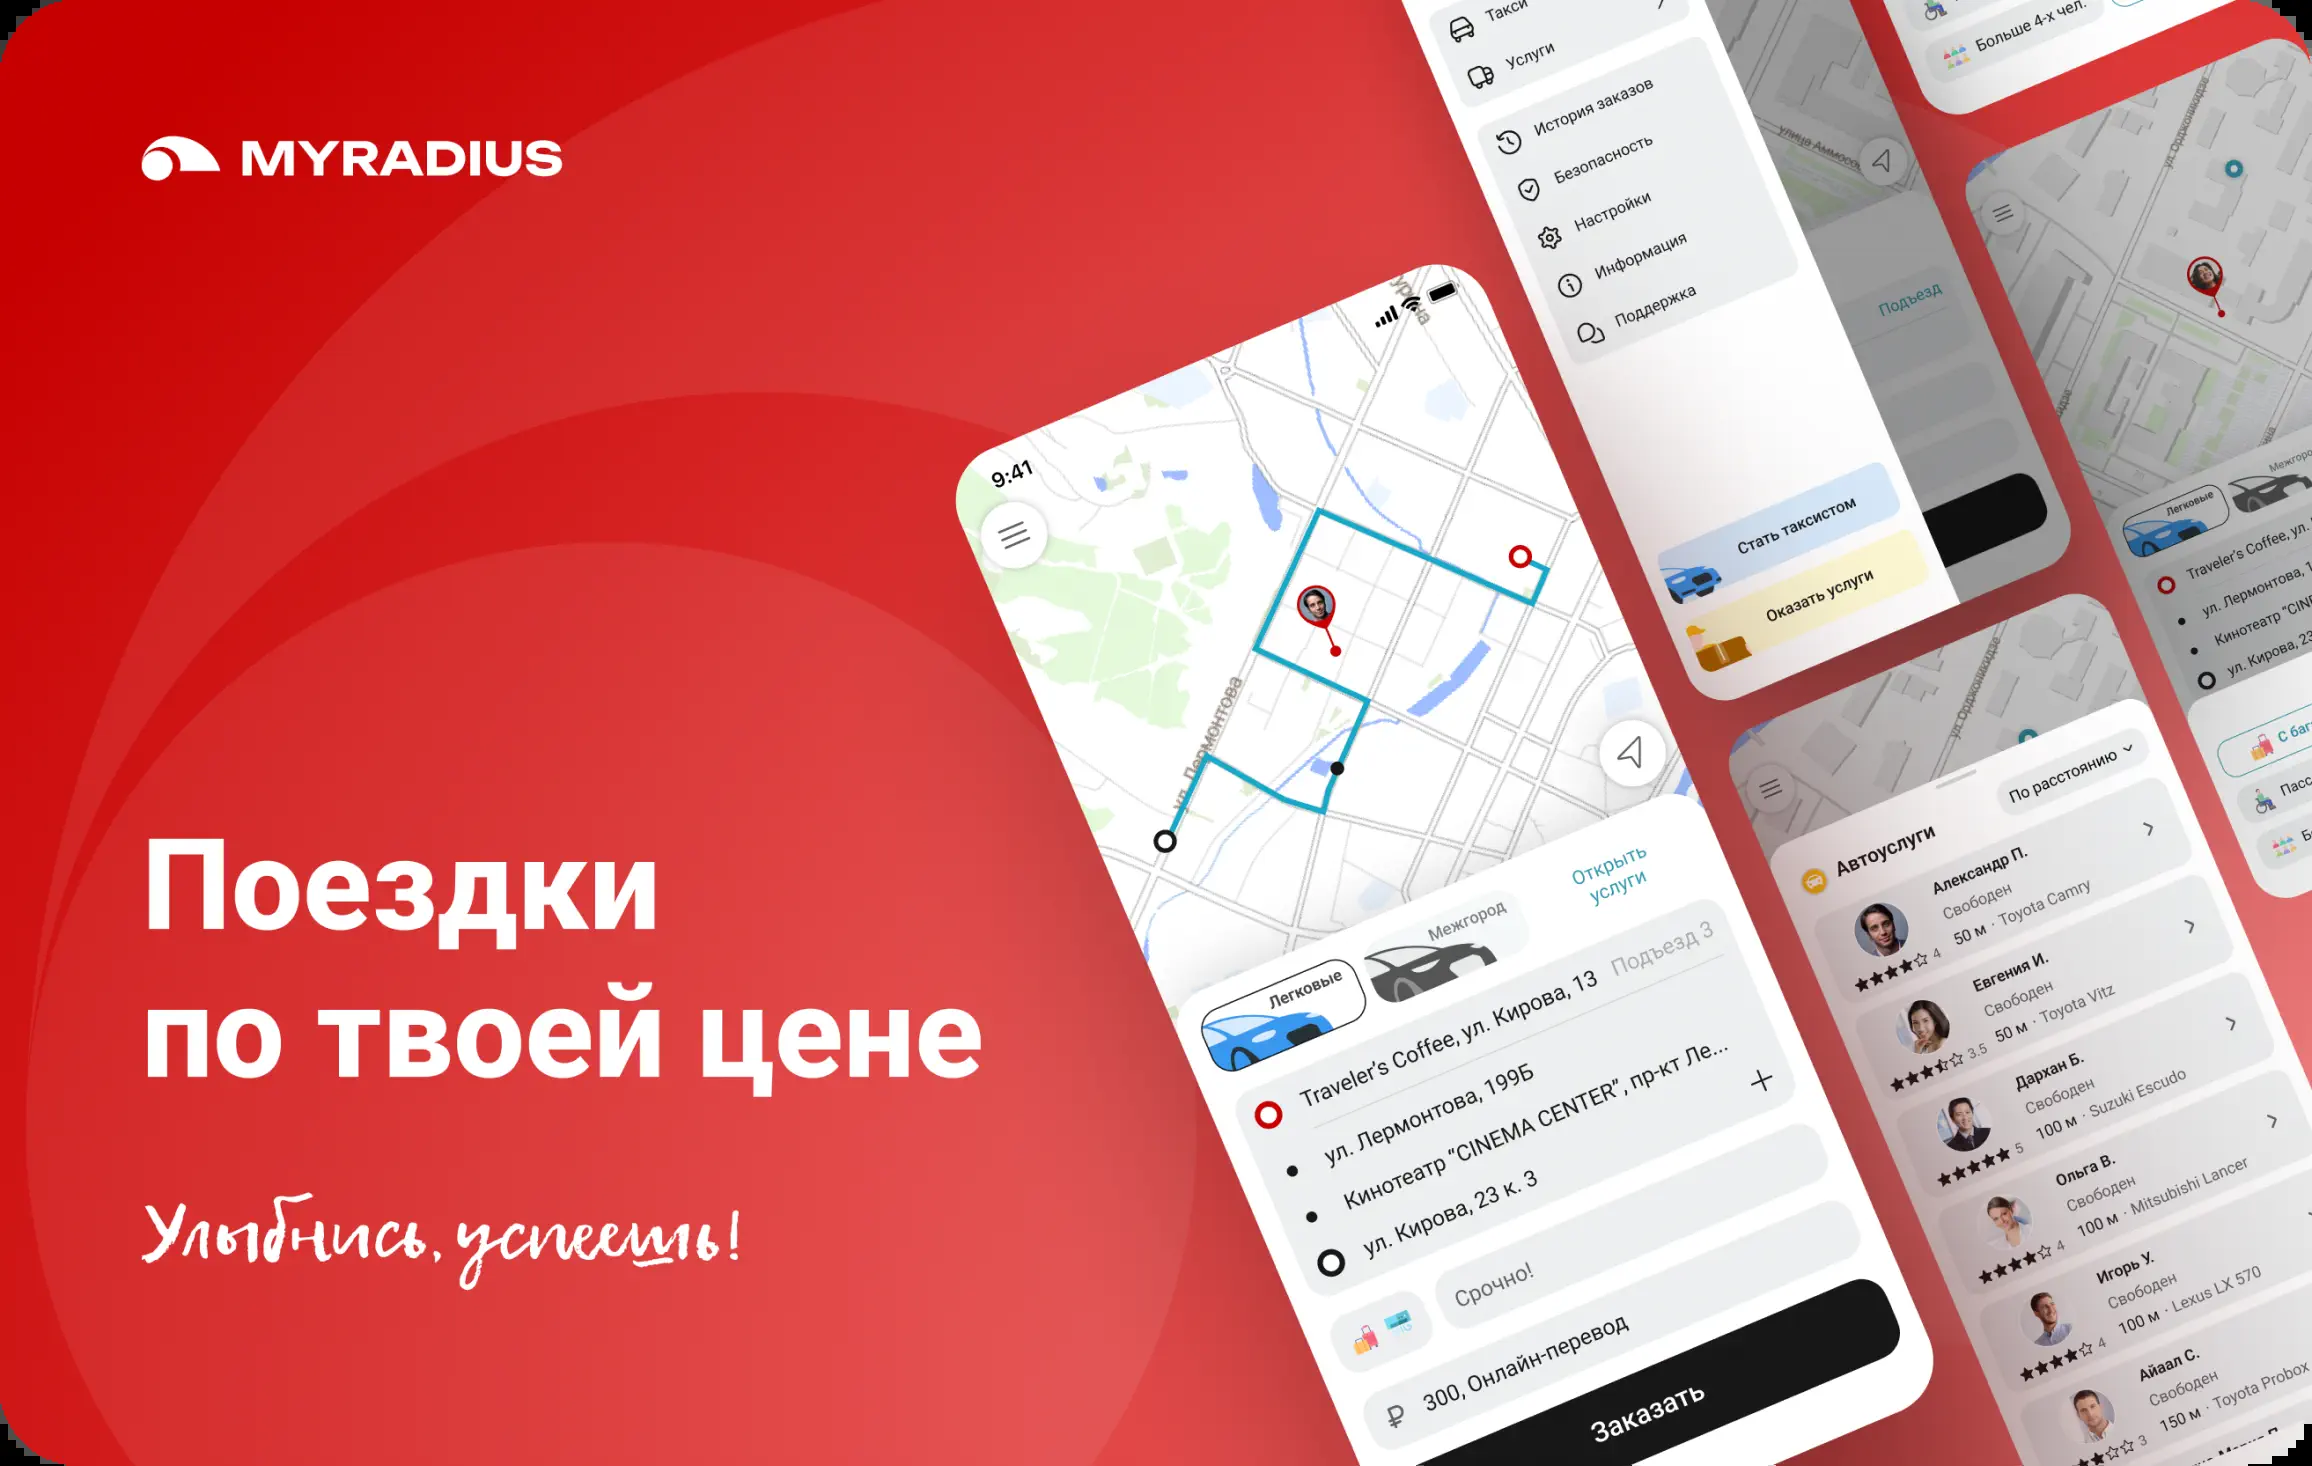 MYRADIUS
Поездки
по твоей цене
Улыбнись, успеешь!
9:41
ул. Лермонтова
Открыть
услуги
Легковые
Межгород
Traveler's Coffee, ул. Кирова, 13
Подъезд 3
ул. Лермонтова, 199Б
Кинотеатр “CINEMA CENTER”, пр-кт Ле...
ул. Кирова, 23 к. 3
Срочно!
₽ 300, Онлайн-перевод
Заказать
Такси
Услуги
История заказов
Безопасность
Настройки
Информация
Поддержка
Подъезд
Стать таксистом
Оказать услуги
Больше 4-х чел.
ул. Орджоникидзе
Легковые
Межгород
Traveler's Coffee, ул.
ул. Лермонтова, 1
Кинотеатр “CINE
ул. Кирова, 23
С баг
Пасс
ул. Орджоникидзе
По расстоянию
Автоуслуги
Александр П.
Свободен
50 м · Toyota Camry
4
Евгения И.
Свободен
50 м · Toyota Vitz
3.5
Дархан Б.
Свободен
100 м · Suzuki Escudo
5
Ольга В.
Свободен
100 м · Mitsubishi Lancer
4
Игорь У.
Свободен
100 м · Lexus LX 570
4
Айаал С.
Свободен
150 м · Toyota Probox
3